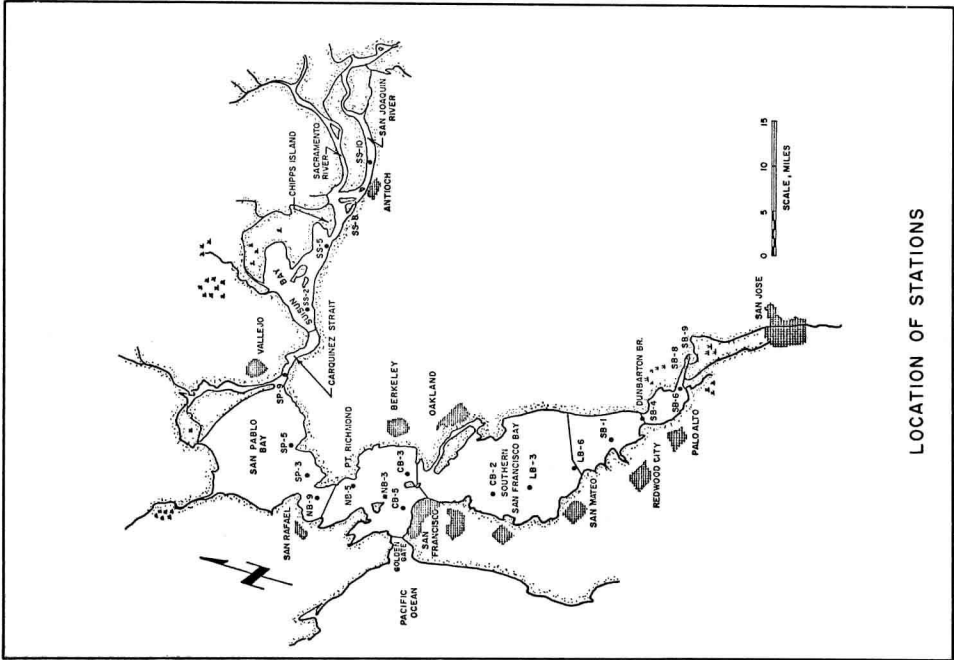 CHIPPS ISLAND
SACRAMENTO
RIVER
SAN JOAQUIN
RIVER
SS-10
SS-8
ANTIOCH
SS-5
SS-2
SUISUN BAY
CARQUINEZ STRAIT
VALLEJO
SP-9
SAN PABLO
BAY
SP-5
SP-3
PT. RICHMOND
NB-9
NB-5
NB-3
SAN RAFAEL
BERKELEY
OAKLAND
CB-3
CB-5
GOLDEN
GATE
SAN
FRANCISCO
PACIFIC
OCEAN
CB-2
SOUTHERN
SAN FRANCISCO BAY
LB-3
LB-6
SAN MATEO
SB-1
REDWOOD CITY
DUNBARTON BR.
SB-4
SB-6
SB-8
SB-9
PALO ALTO
SAN JOSE
0 5 10 15
SCALE, MILES
LOCATION OF STATIONS